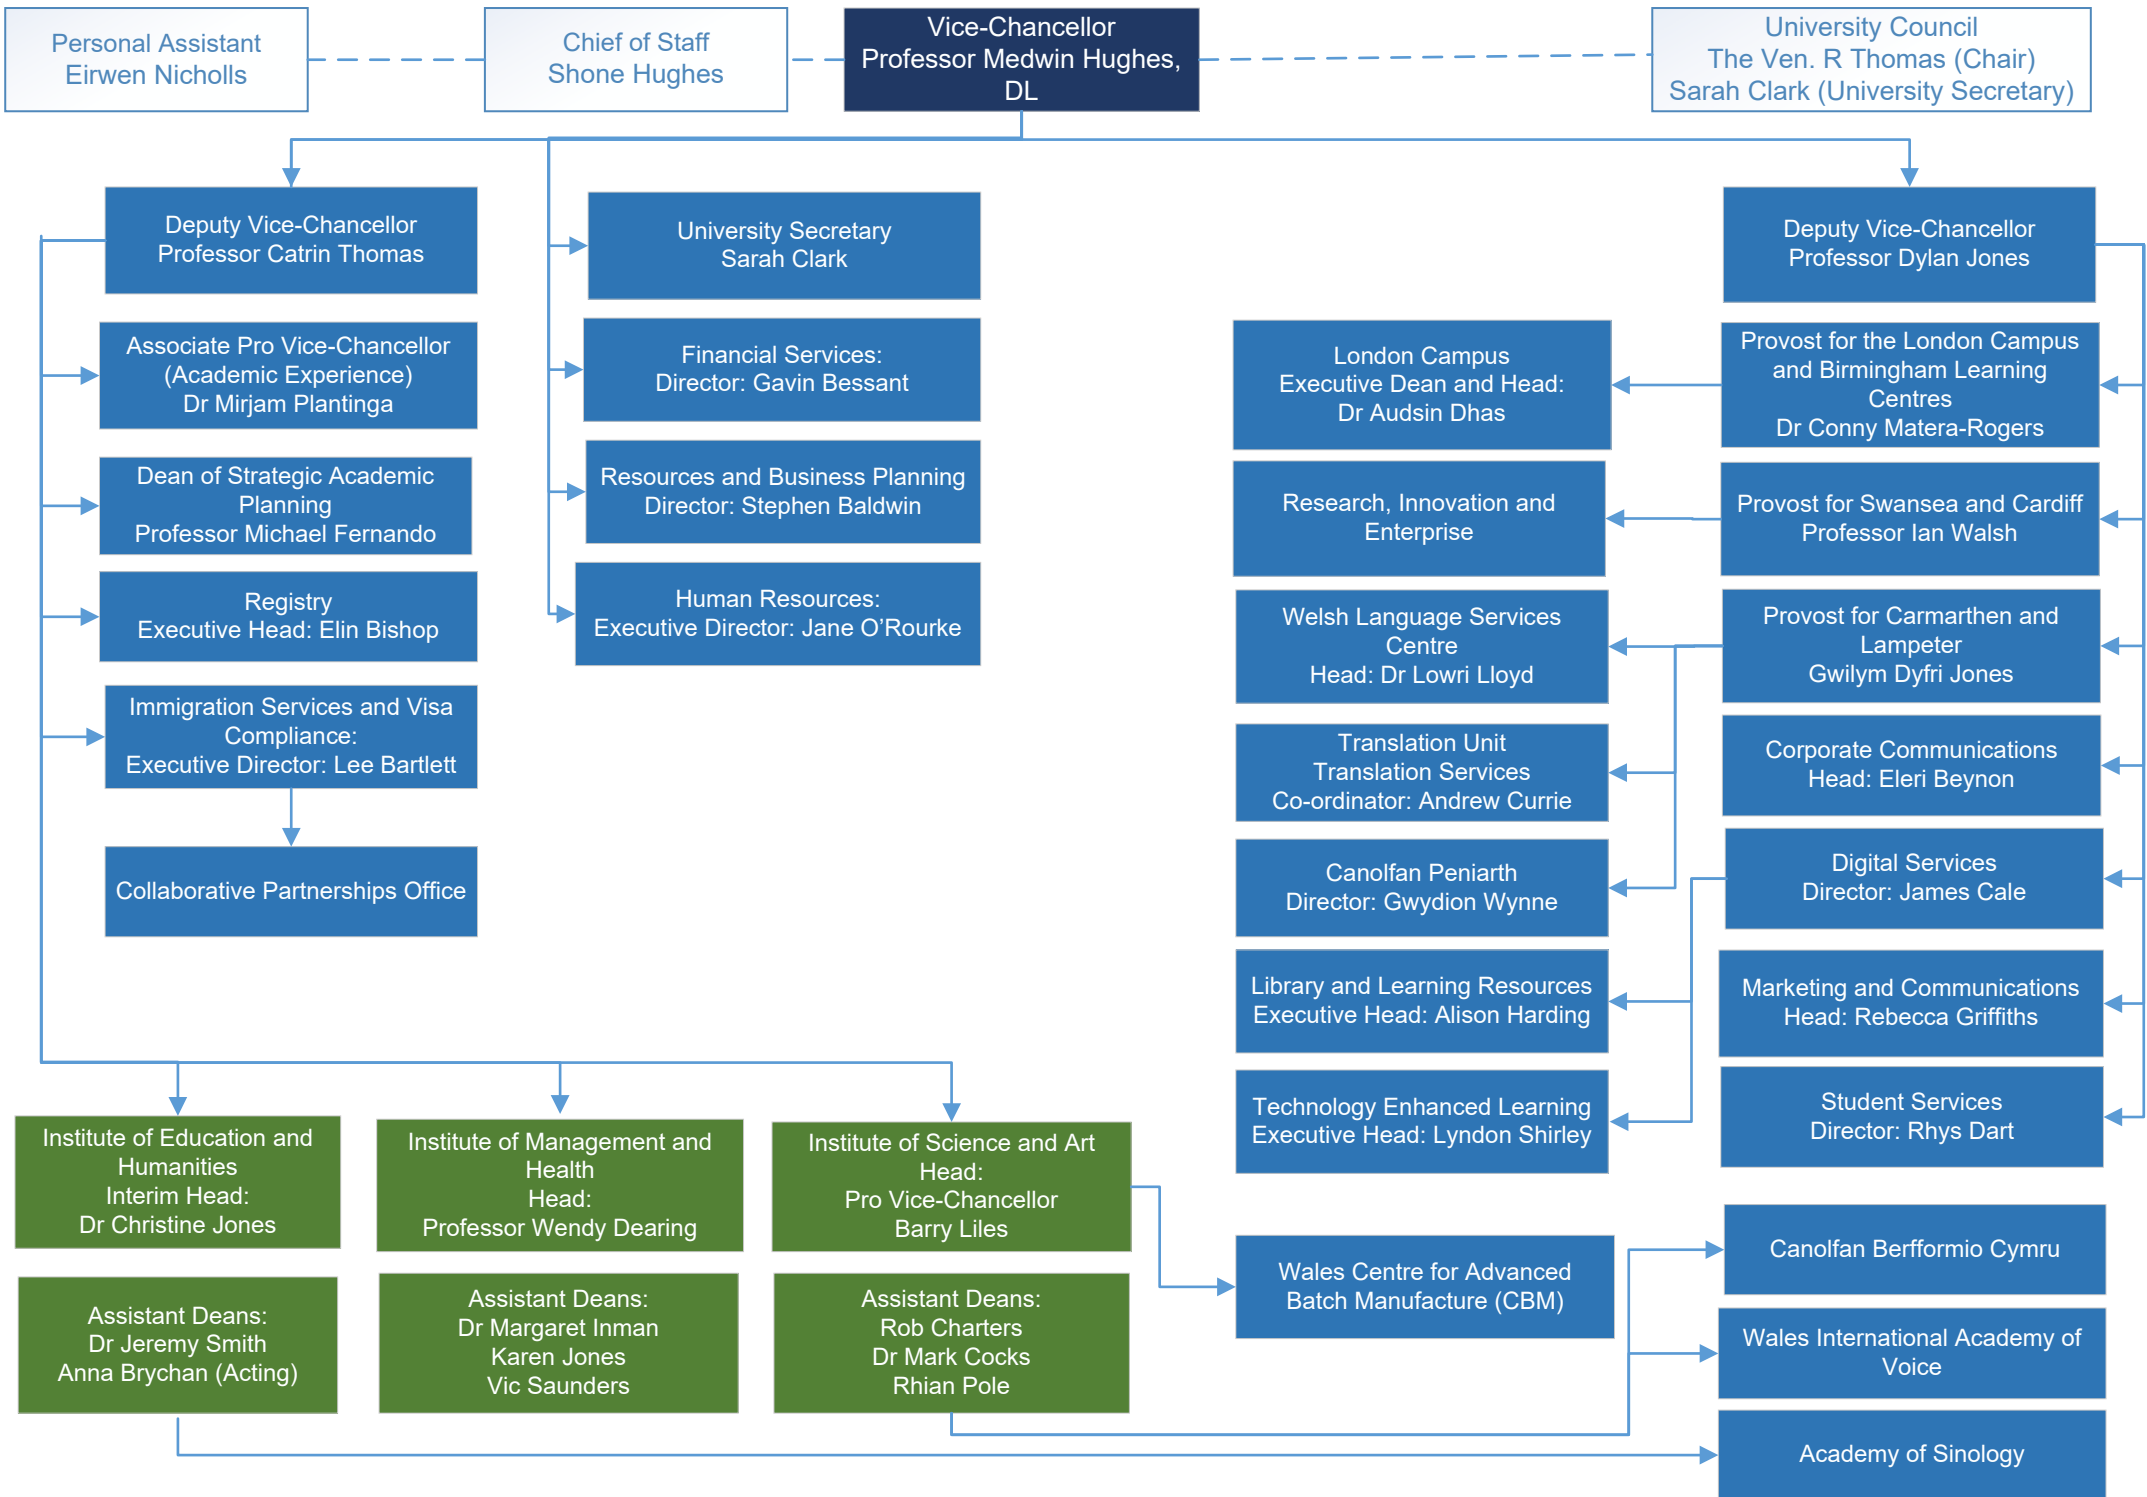 Personal Assistant
Eirwen Nicholls
Chief of Staff
Shone Hughes
Vice-Chancellor
Professor Medwin Hughes,
DL
University Council
The Ven. R Thomas (Chair)
Sarah Clark (University Secretary)
Deputy Vice-Chancellor
Professor Catrin Thomas
Associate Pro Vice-Chancellor
(Academic Experience)
Dr Mirjam Plantinga
Dean of Strategic Academic
Planning
Professor Michael Fernando
Registry
Executive Head: Elin Bishop
Immigration Services and Visa
Compliance:
Executive Director: Lee Bartlett
Collaborative Partnerships Office
University Secretary
Sarah Clark
Financial Services:
Director: Gavin Bessant
Resources and Business Planning
Director: Stephen Baldwin
Human Resources:
Executive Director: Jane O’Rourke
Deputy Vice-Chancellor
Professor Dylan Jones
London Campus
Executive Dean and Head:
Dr Audsin Dhas
Provost for the London Campus
and Birmingham Learning
Centres
Dr Conny Matera-Rogers
Research, Innovation and
Enterprise
Provost for Swansea and Cardiff
Professor Ian Walsh
Welsh Language Services
Centre
Head: Dr Lowri Lloyd
Provost for Carmarthen and
Lampeter
Gwilym Dyfri Jones
Translation Unit
Translation Services
Co-ordinator: Andrew Currie
Corporate Communications
Head: Eleri Beynon
Canolfan Peniarth
Director: Gwydion Wynne
Digital Services
Director: James Cale
Library and Learning Resources
Executive Head: Alison Harding
Marketing and Communications
Head: Rebecca Griffiths
Technology Enhanced Learning
Executive Head: Lyndon Shirley
Student Services
Director: Rhys Dart
Institute of Education and
Humanities
Interim Head:
Dr Christine Jones
Institute of Management and
Health
Head:
Professor Wendy Dearing
Institute of Science and Art
Head:
Pro Vice-Chancellor
Barry Liles
Assistant Deans:
Dr Jeremy Smith
Anna Brychan (Acting)
Assistant Deans:
Dr Margaret Inman
Karen Jones
Vic Saunders
Assistant Deans:
Rob Charters
Dr Mark Cocks
Rhian Pole
Wales Centre for Advanced
Batch Manufacture (CBM)
Canolfan Berfformio Cymru
Wales International Academy of
Voice
Academy of Sinology